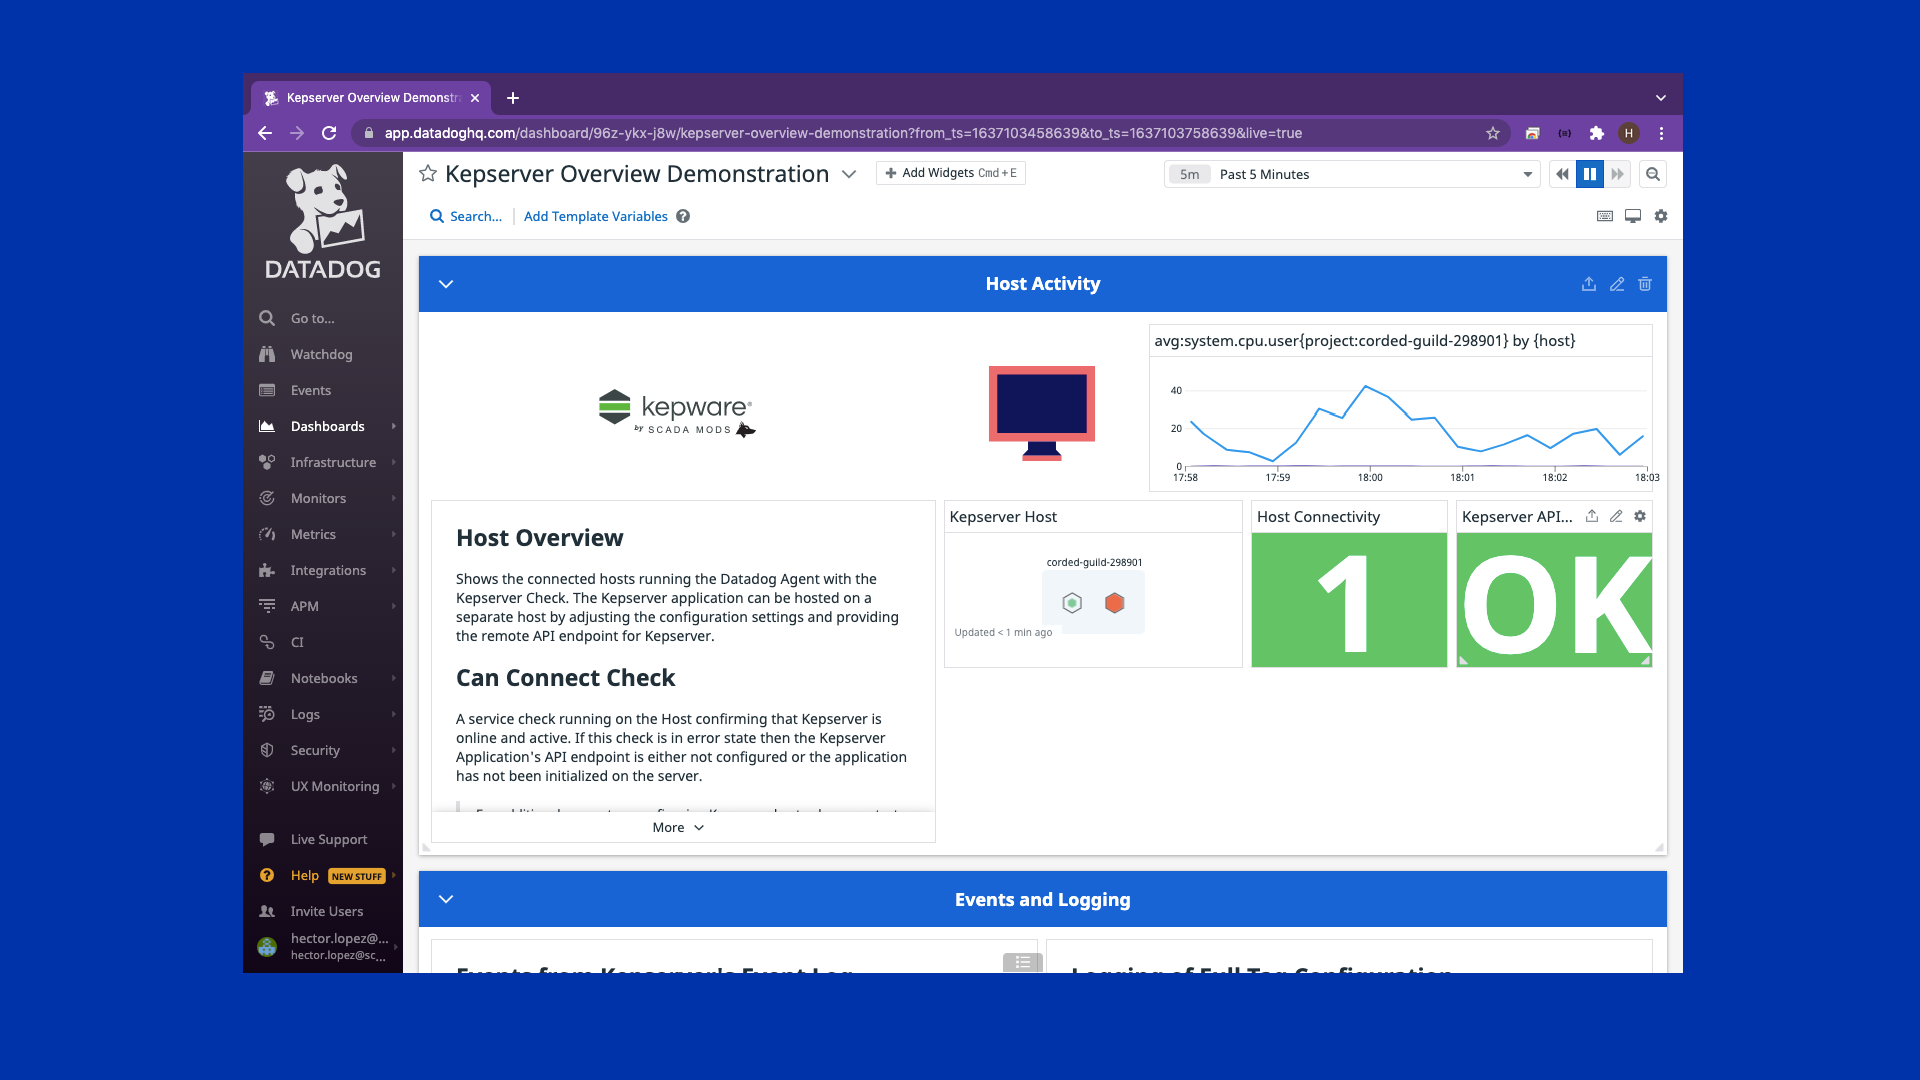 Kepserver Overview Demonstr
app.datadoghq.com/dashboard/96z-ykx-j8w/kepserver-overview-demonstration?from_ts=1637103458639&to_ts=1637103758639&live=true
H
DATADOG
Go to...
Watchdog
Events
Dashboards
Infrastructure
Monitors
Metrics
Integrations
APM
CI
Notebooks
Logs
Security
UX Monitoring
Live Support
Help NEW STUFF
Invite Users
hector.lopez@...
hector.lopez@sc...
Kepserver Overview Demonstration
Add Widgets Cmd+E
5m Past 5 Minutes
Search...
Add Template Variables
Host Activity
kepware
by SCADA MODS
avg:system.cpu.user{project:corded-guild-298901} by {host}
40
20
0
17:58 17:59 18:00 18:01 18:02 18:03
Host Overview
Shows the connected hosts running the Datadog Agent with the
Kepserver Check. The Kepserver application can be hosted on a
separate host by adjusting the configuration settings and providing
the remote API endpoint for Kepserver.
Can Connect Check
A service check running on the Host confirming that Kepserver is
online and active. If this check is in error state then the Kepserver
Application's API endpoint is either not configured or the application
has not been initialized on the server.
More
Kepserver Host
corded-guild-298901
Updated < 1 min ago
Host Connectivity
1
Kepserver API...
OK
Events and Logging
Events from Kepserver's Event Log
Logging of Full Tag Configuration